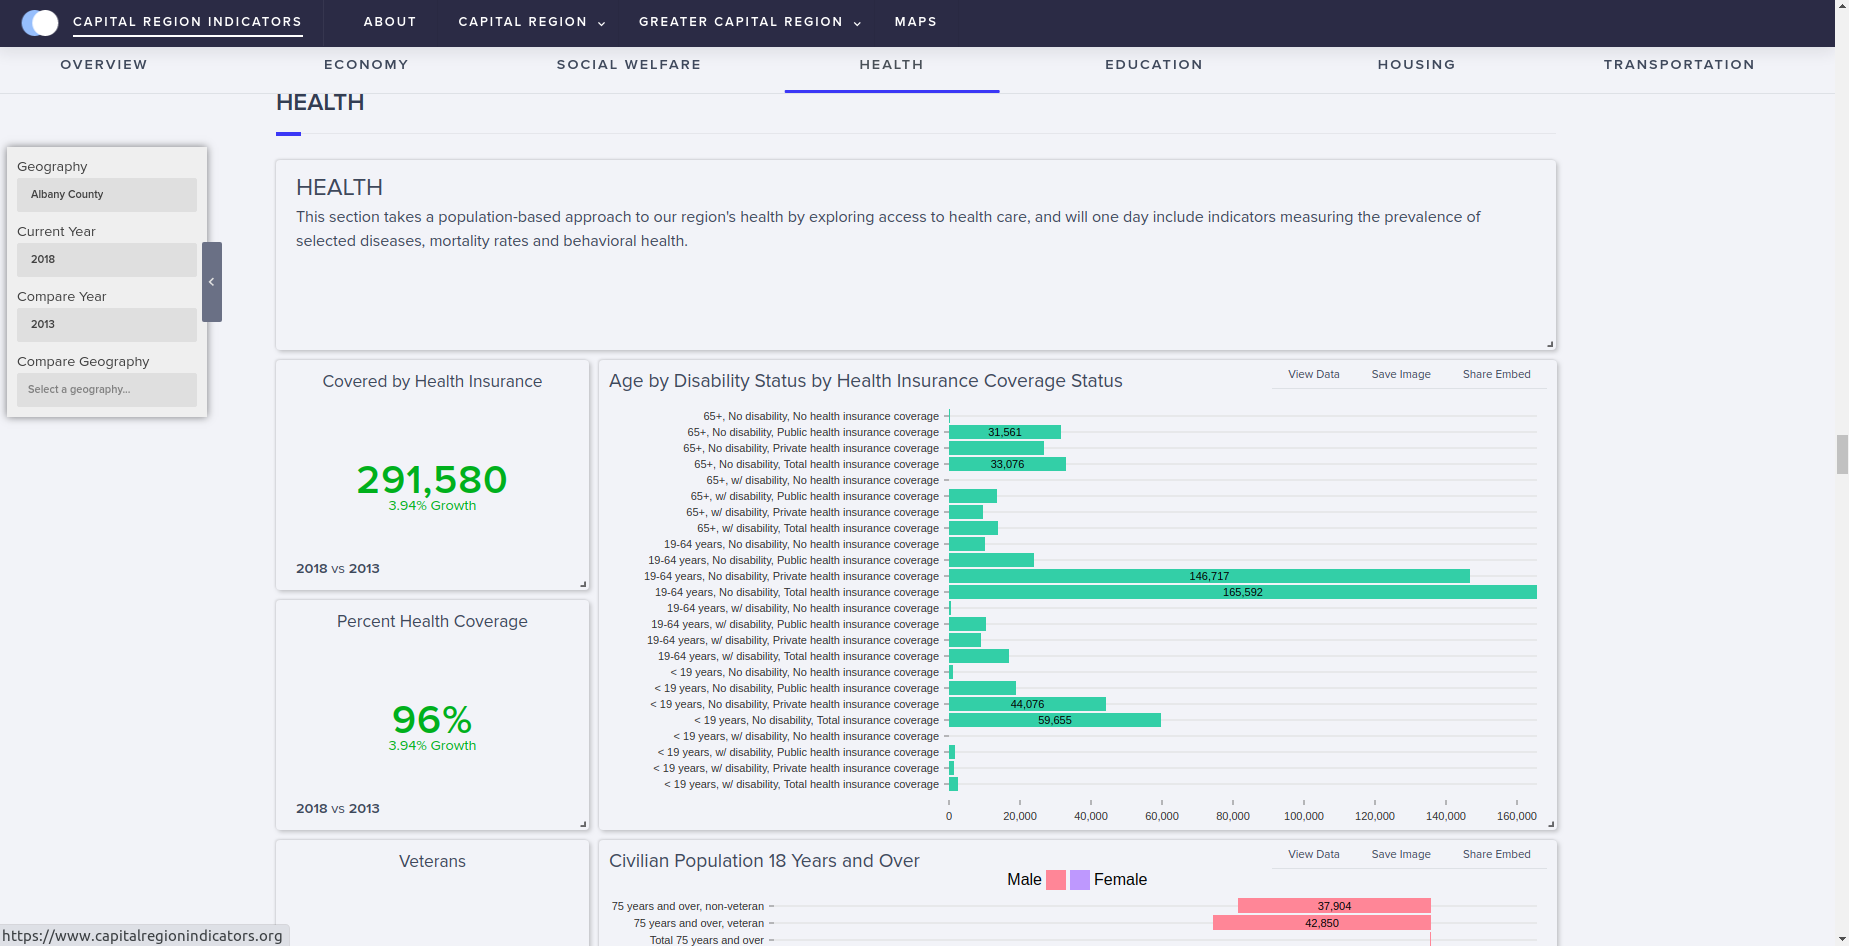 CAPITAL REGION INDICATORS ABOUT CAPITAL REGION GREATER CAPITAL REGION MAPS
OVERVIEW ECONOMY SOCIAL WELFARE HEALTH EDUCATION HOUSING TRANSPORTATION
HEALTH
Geography
Albany County
Current Year
2018
Compare Year
2013
Compare Geography
Select a geography...
HEALTH
This section takes a population-based approach to our region's health by exploring access to health care, and will one day include indicators measuring the prevalence of
selected diseases, mortality rates and behavioral health.
Covered by Health Insurance
291,580
3.94% Growth
2018 vs 2013
Percent Health Coverage
96%
3.94% Growth
2018 vs 2013
Veterans
Age by Disability Status by Health Insurance Coverage Status
View Data Save Image Share Embed
65+, No disability, No health insurance coverage
65+, No disability, Public health insurance coverage 31,561
65+, No disability, Private health insurance coverage
65+, No disability, Total health insurance coverage 33,076
65+, w/ disability, No health insurance coverage
65+, w/ disability, Public health insurance coverage
65+, w/ disability, Private health insurance coverage
65+, w/ disability, Total health insurance coverage
19-64 years, No disability, No health insurance coverage
19-64 years, No disability, Public health insurance coverage
19-64 years, No disability, Private health insurance coverage 146,717
19-64 years, No disability, Total health insurance coverage 165,592
19-64 years, w/ disability, No health insurance coverage
19-64 years, w/ disability, Public health insurance coverage
19-64 years, w/ disability, Private health insurance coverage
19-64 years, w/ disability, Total health insurance coverage
< 19 years, No disability, No health insurance coverage
< 19 years, No disability, Public health insurance coverage
< 19 years, No disability, Private health insurance coverage 44,076
< 19 years, No disability, Total insurance coverage 59,655
< 19 years, w/ disability, No health insurance coverage
< 19 years, w/ disability, Public health insurance coverage
< 19 years, w/ disability, Private health insurance coverage
< 19 years, w/ disability, Total health insurance coverage
0 20,000 40,000 60,000 80,000 100,000 120,000 140,000 160,000
Civilian Population 18 Years and Over
View Data Save Image Share Embed
Male Female
75 years and over, non-veteran 37,904
75 years and over, veteran 42,850
Total 75 years and over
https://www.capitalregionindicators.org